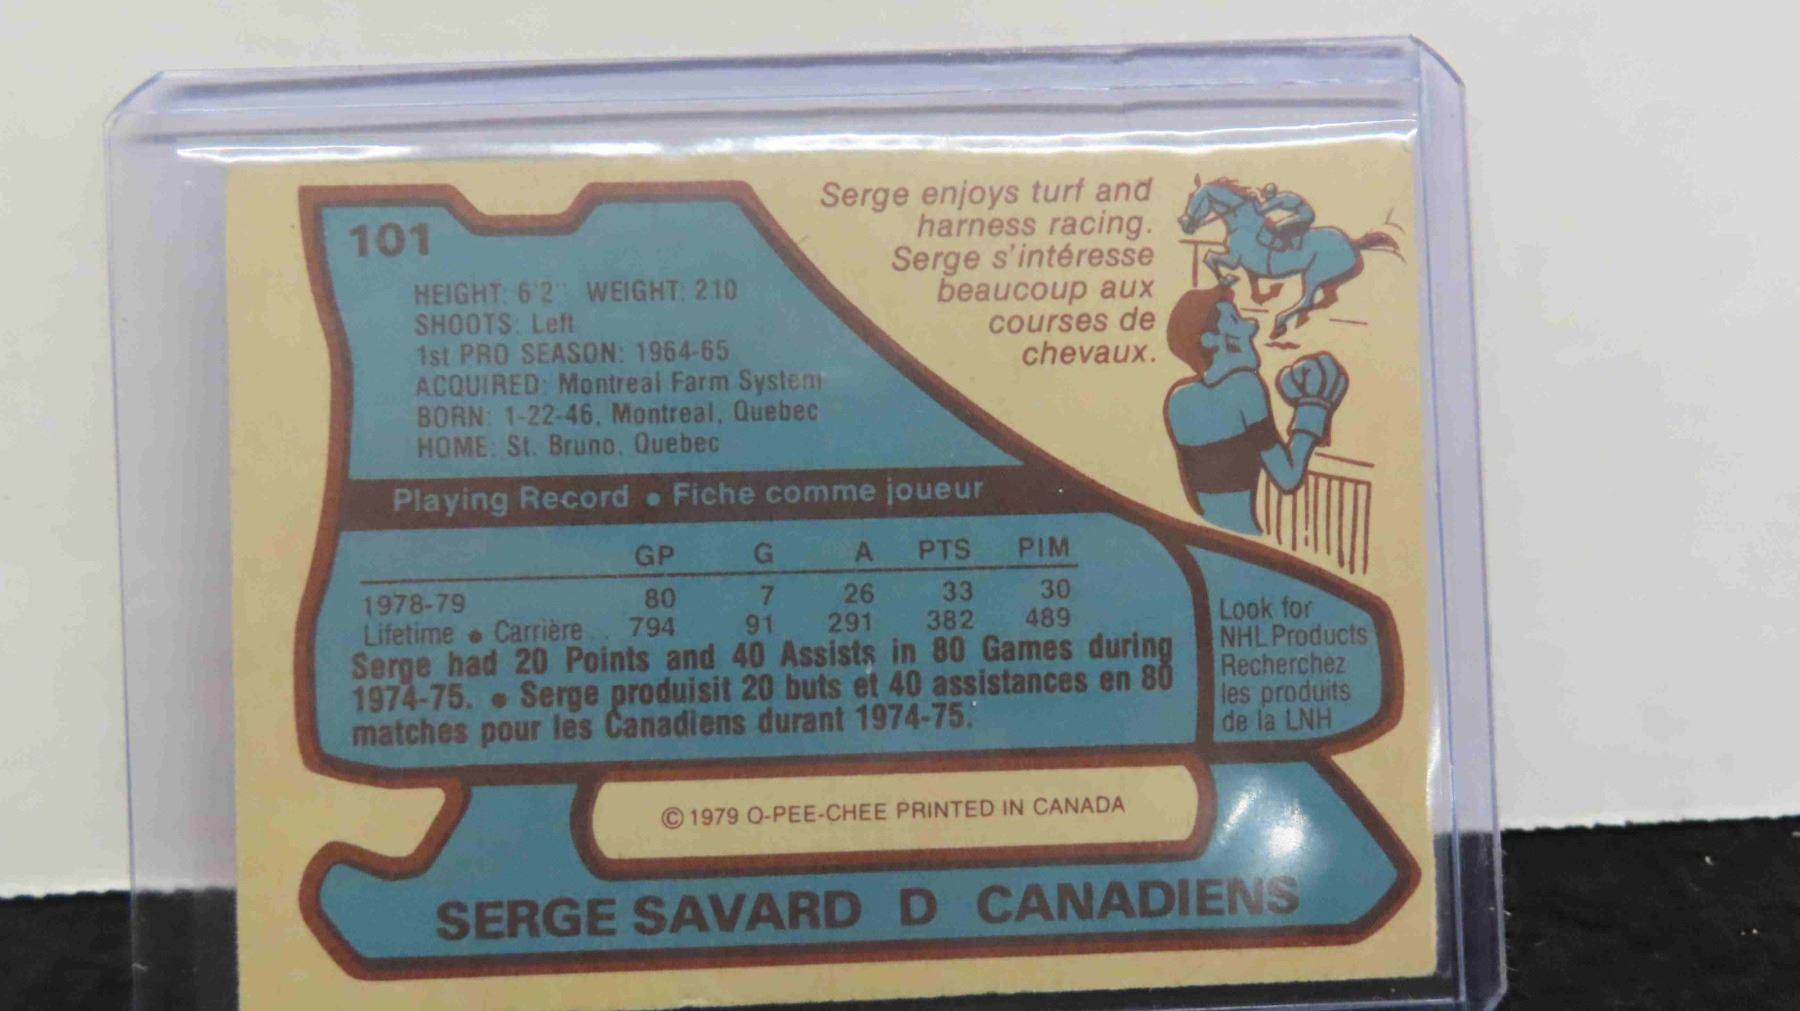 101
HEIGHT: 6'2" WEIGHT: 210
SHOOTS: Left
1st PRO SEASON: 1964-65
ACQUIRED: Montreal Farm System
BORN: 1-22-46, Montreal, Quebec
HOME: St. Bruno, Quebec
Serge enjoys turf and
harness racing.
Serge s'intéresse
beaucoup aux
courses de
chevaux.
Playing Record • Fiche comme joueur
GP G A PTS PIM
1978-79 80 7 26 33 30
Lifetime • Carrière 794 91 291 382 489
Serge had 20 Points and 40 Assists in 80 Games during
1974-75. • Serge produisit 20 buts et 40 assistances en 80
matches pour les Canadiens durant 1974-75.
Look for
NHL Products
Recherchez
les produits
de la LNH
© 1979 O-PEE-CHEE PRINTED IN CANADA
SERGE SAVARD D CANADIENS